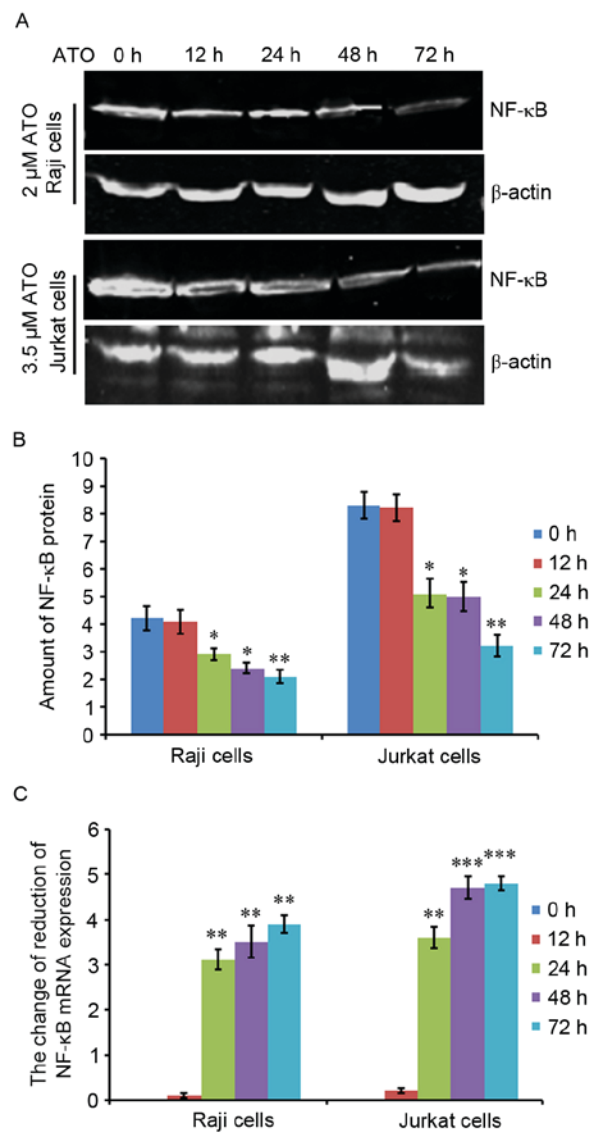 A
ATO 0 h 12 h 24 h 48 h 72 h
2 μM ATO
Raji cells
NF-κB
β-actin
3.5 μM ATO
Jurkat cells
NF-κB
β-actin
B
Amount of NF-κB protein
10
9
8
7
6
5
4
3
2
1
0
* * **
* * **
Raji cells
Jurkat cells
0 h
12 h
24 h
48 h
72 h
C
The change of reduction of
NF-κB mRNA expression
6
5
4
3
2
1
0
** ** **
** *** ***
Raji cells
Jurkat cells
0 h
12 h
24 h
48 h
72 h